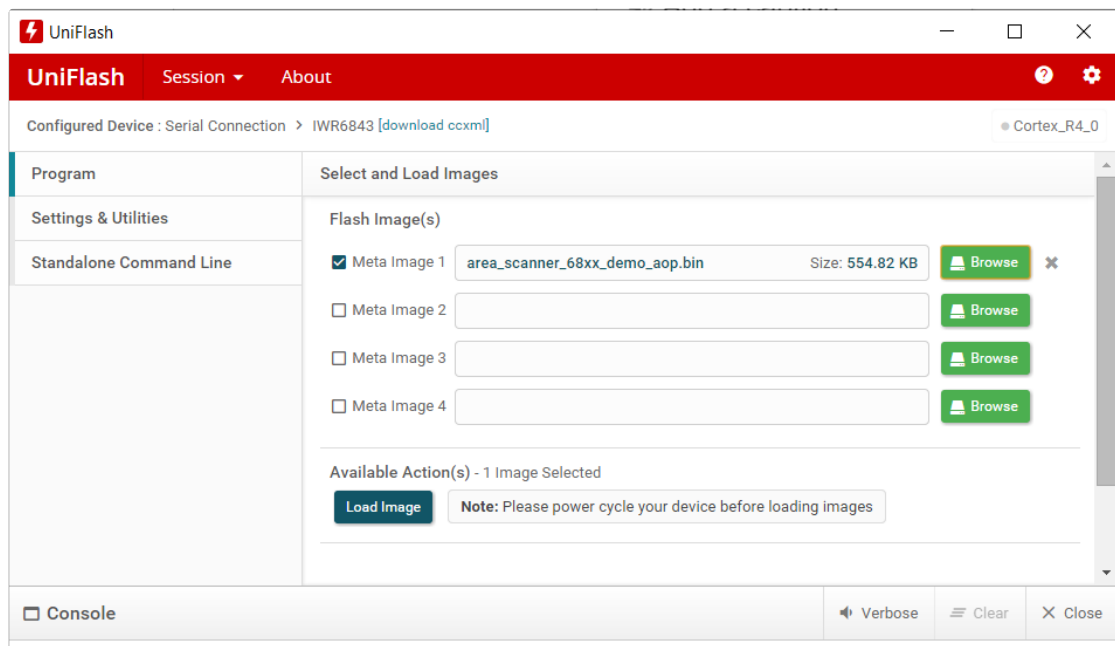 UniFlash
UniFlash Session About
Configured Device : Serial Connection > IWR6843 [download ccxml]
Cortex_R4_0
Program
Settings & Utilities
Standalone Command Line
Select and Load Images
Flash Image(s)
Meta Image 1 area_scanner_68xx_demo_aop.bin Size: 554.82 KB Browse
Meta Image 2 Browse
Meta Image 3 Browse
Meta Image 4 Browse
Available Action(s) - 1 Image Selected
Load Image Note: Please power cycle your device before loading images
Console Verbose Clear Close